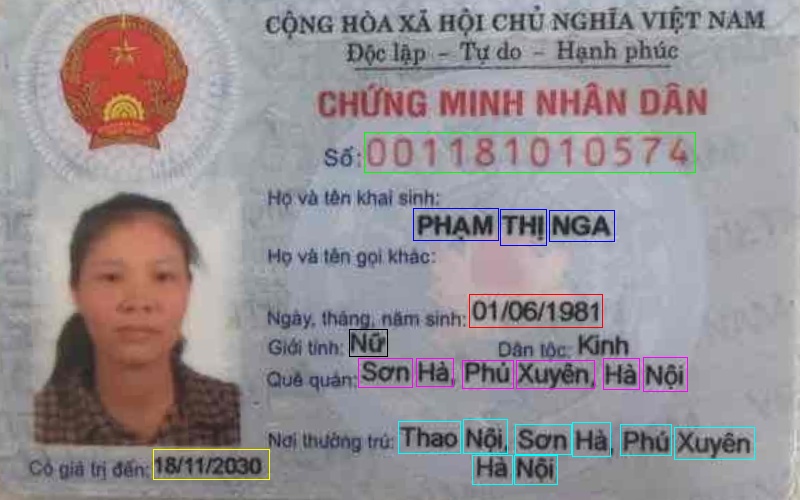 CỘNG HÒA XÃ HỘI CHỦ NGHĨA VIỆT NAM
Độc lập - Tự do - Hạnh phúc
CHỨNG MINH NHÂN DÂN
Số: 001181010574
Họ và tên khai sinh:
PHẠM THỊ NGA
Họ và tên gọi khác:
Ngày, tháng, năm sinh: 01/06/1981
Giới tính: Nữ Dân tộc: Kinh
Quê quán: Sơn Hà, Phú Xuyên, Hà Nội
Nơi thường trú: Thao Nội, Sơn Hà, Phú Xuyên
Hà Nội
Có giá trị đến: 18/11/2030